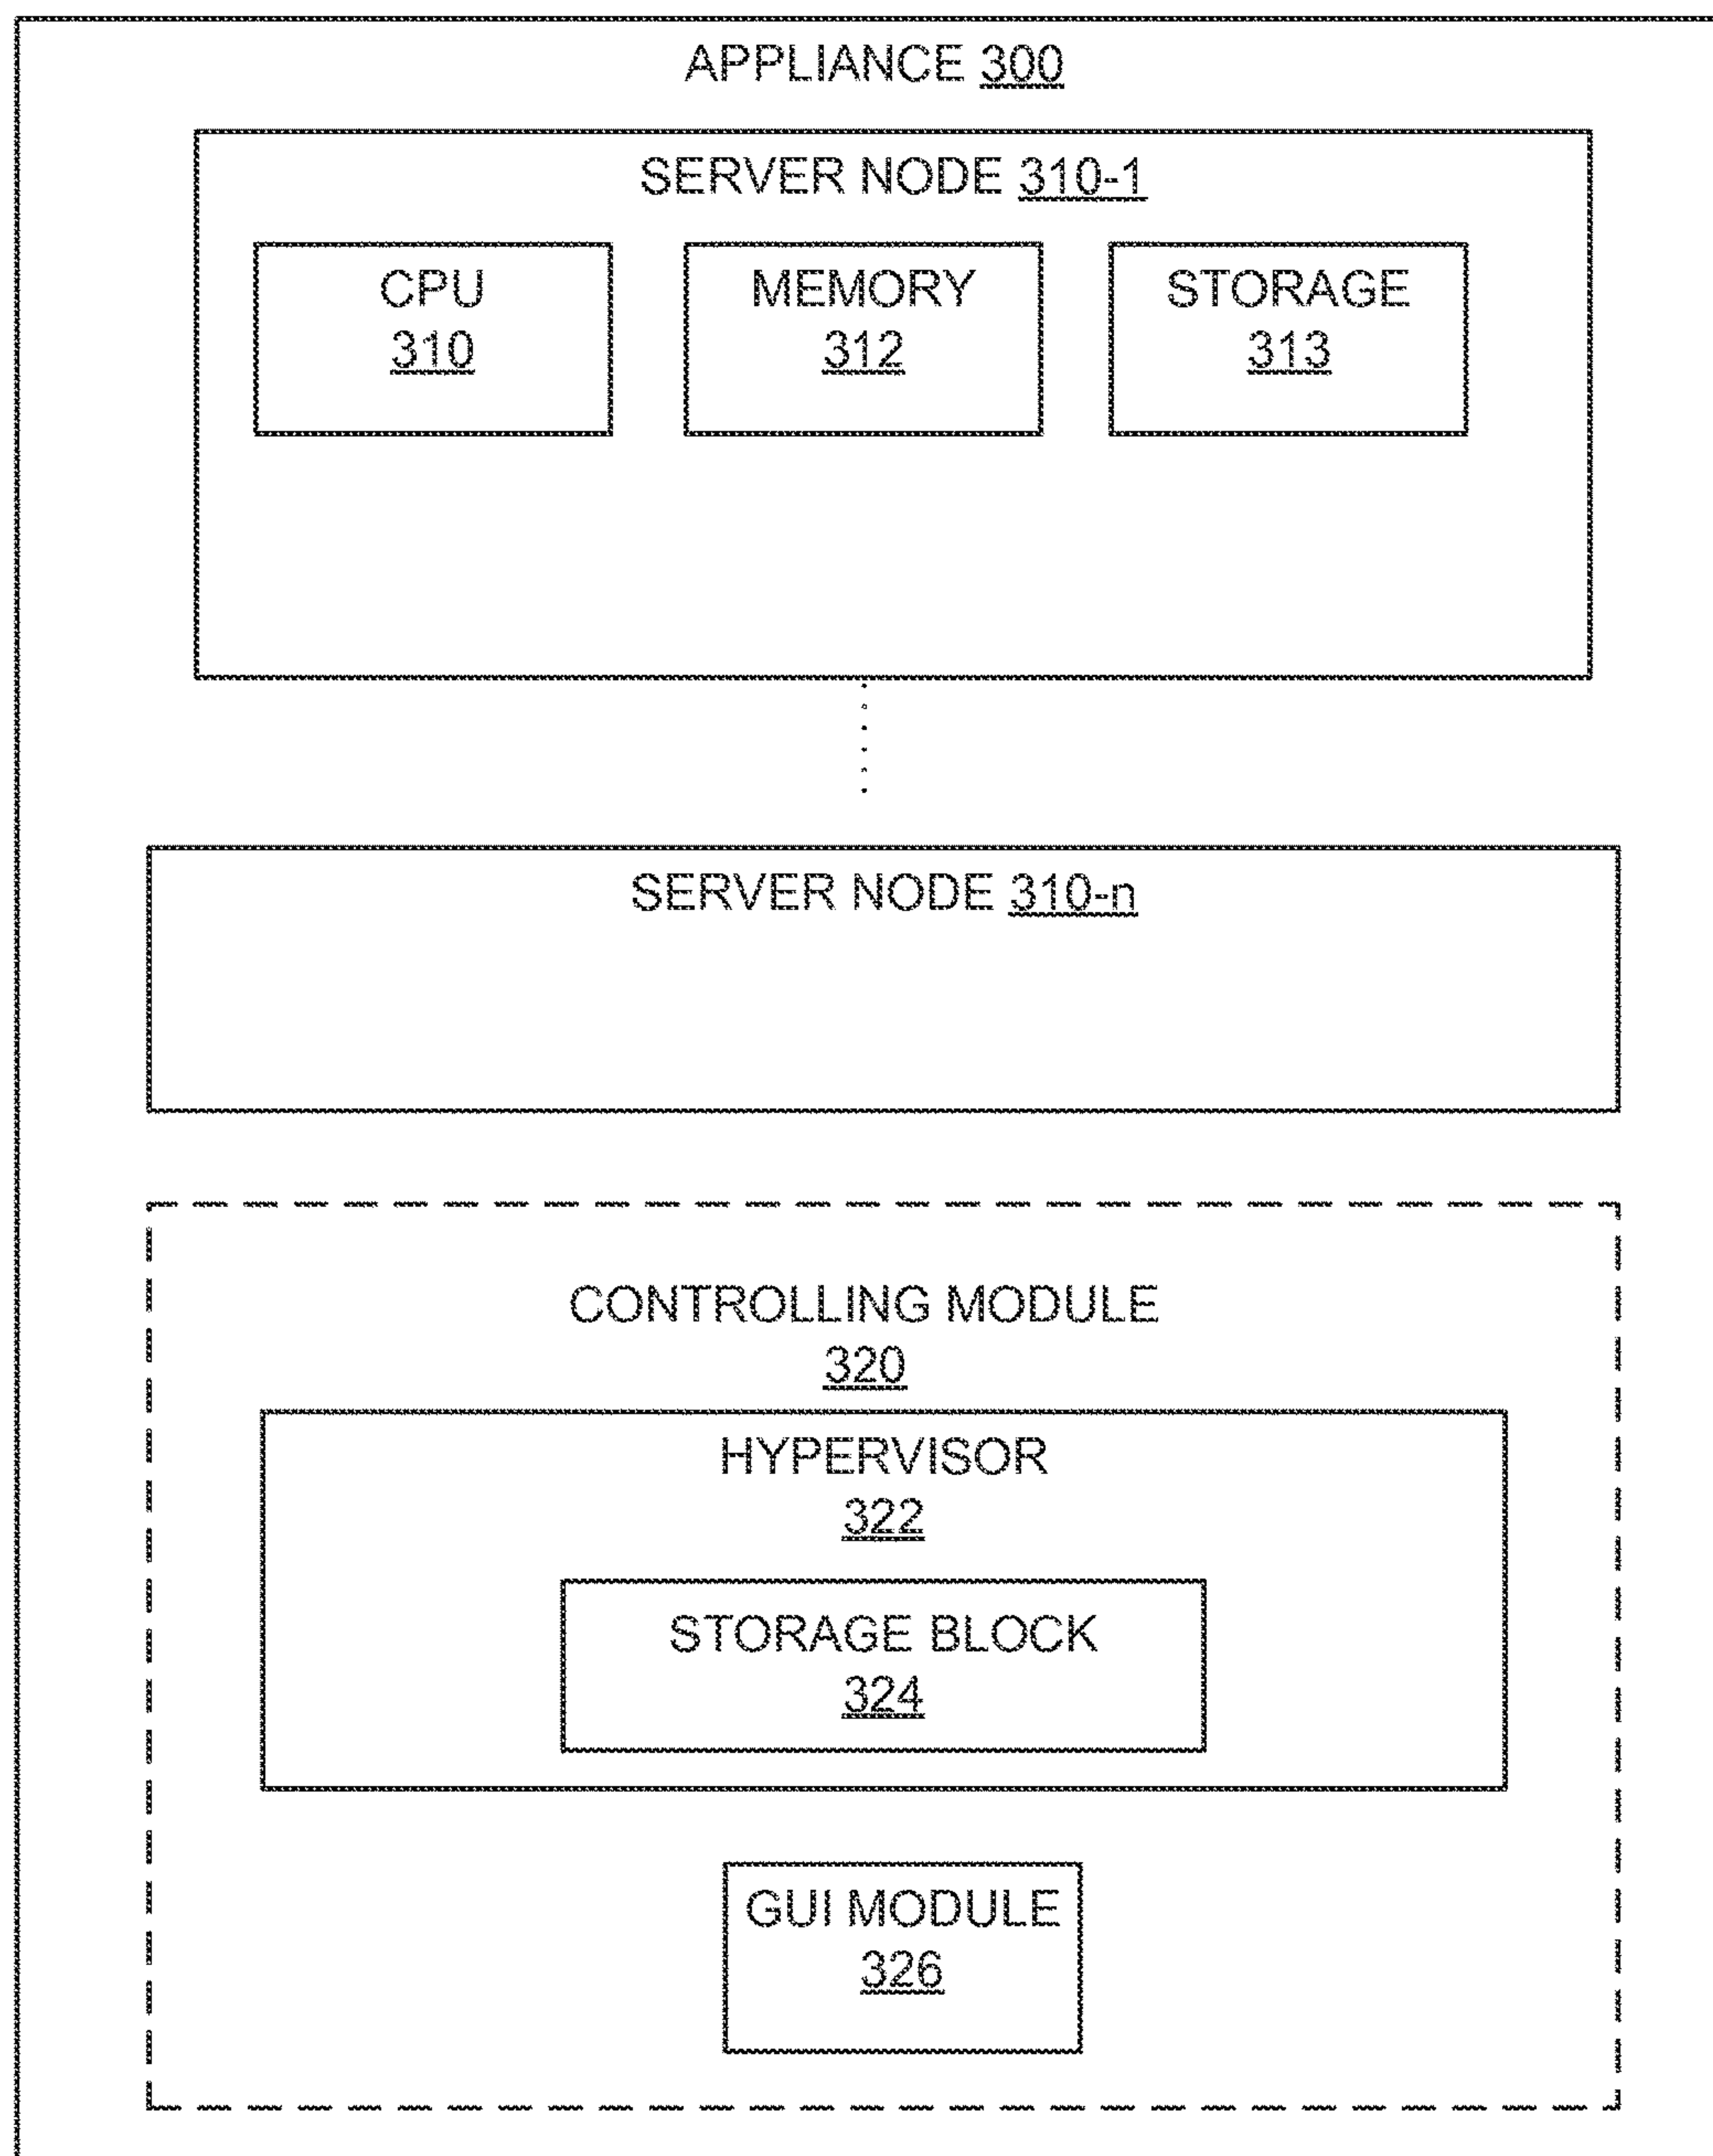 APPLIANCE 300
SERVER NODE 310-1
CPU
310
MEMORY
312
STORAGE
313
SERVER NODE 310-n
CONTROLLING MODULE
320
HYPERVISOR
322
STORAGE BLOCK
324
GUI MODULE
326